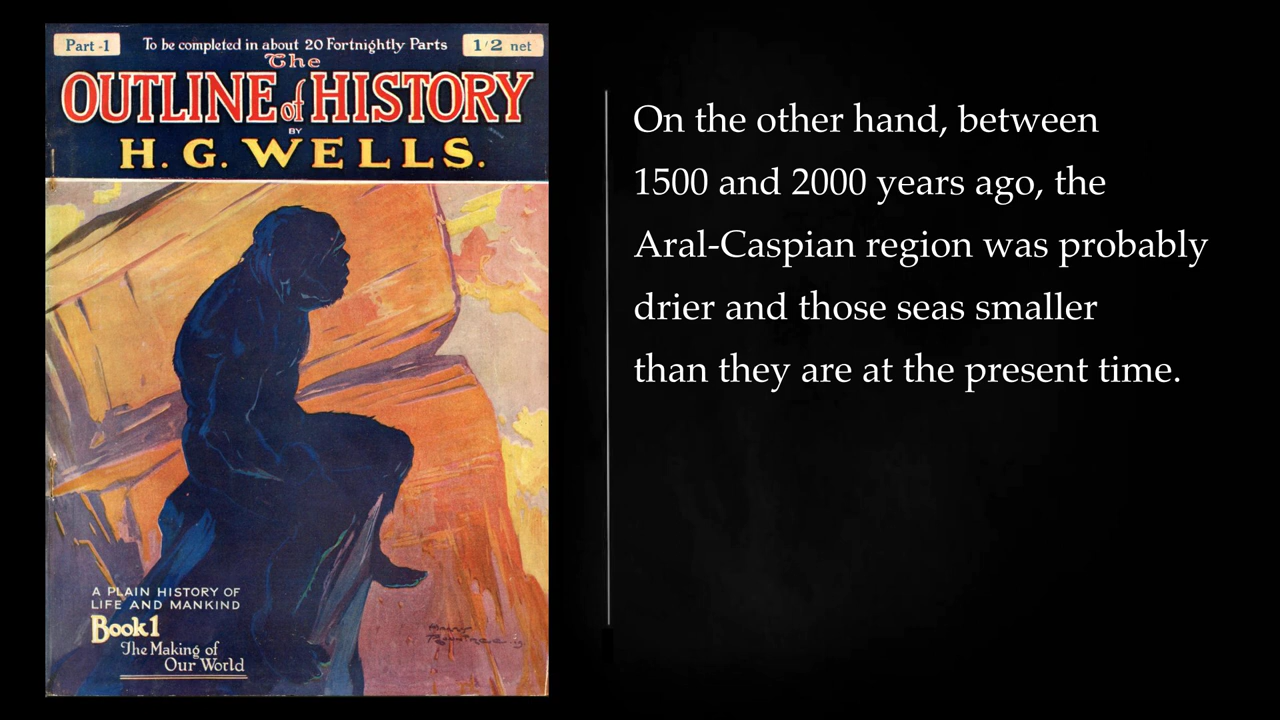 Part -1
To be completed in about 20 Fortnightly Parts
1/2 net
The
OUTLINE of HISTORY
BY
H. G. WELLS.
A PLAIN HISTORY OF
LIFE AND MANKIND
Book 1
The Making of
Our World
On the other hand, between
1500 and 2000 years ago, the
Aral-Caspian region was probably
drier and those seas smaller
than they are at the present time.